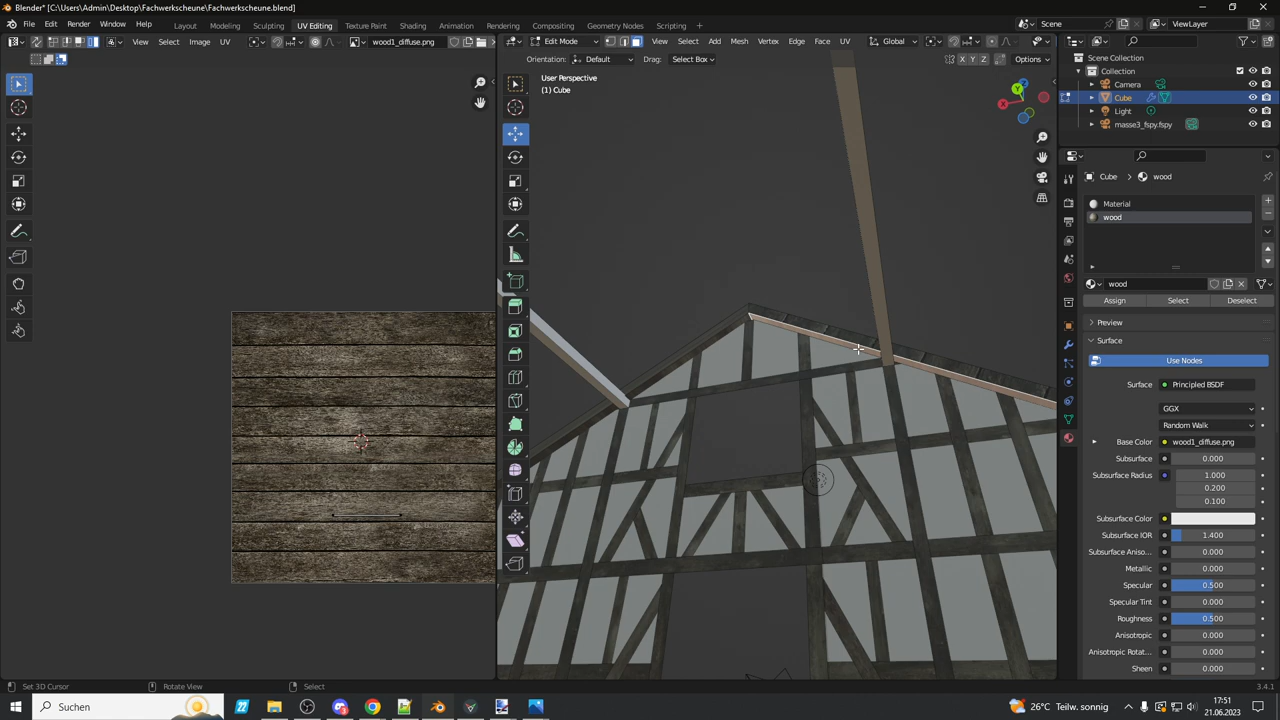 Blender* [C:\Users\Admin\Desktop\Fachwerkscheune\Fachwerkscheune.blend]
File Edit Render Window Help Layout Modeling Sculpting UV Editing Texture Paint Shading Animation Rendering Compositing Geometry Nodes Scripting Scene ViewLayer
View Select Image UV wood1_diffuse.png Edit Mode View Select Add Mesh Vertex Edge Face UV Global
Orientation: Default Drag: Select Box X Y Z Options
Scene Collection
Collection
Camera
Cube
Light
masse3_fspy.fspy
User Perspective
(1) Cube
X
Y
Z
Cube wood
Material
wood
wood
Assign Select Deselect
Preview
Surface
Use Nodes
Surface Principled BSDF
GGX
Random Walk
Base Color wood1_diffuse.png
Subsurface 0.000
Subsurface Radius 1.000
0.200
0.100
Subsurface Color
Subsurface IOR 1.400
Subsurface Aniso... 0.000
Metallic 0.000
Specular 0.500
Specular Tint 0.000
Roughness 0.500
Anisotropic 0.000
Anisotropic Rotat... 0.000
Sheen 0.000
Set 3D Cursor Rotate View Select 3.4.1
Suchen 26°C Teilw. sonnig 17:51
21.06.2023